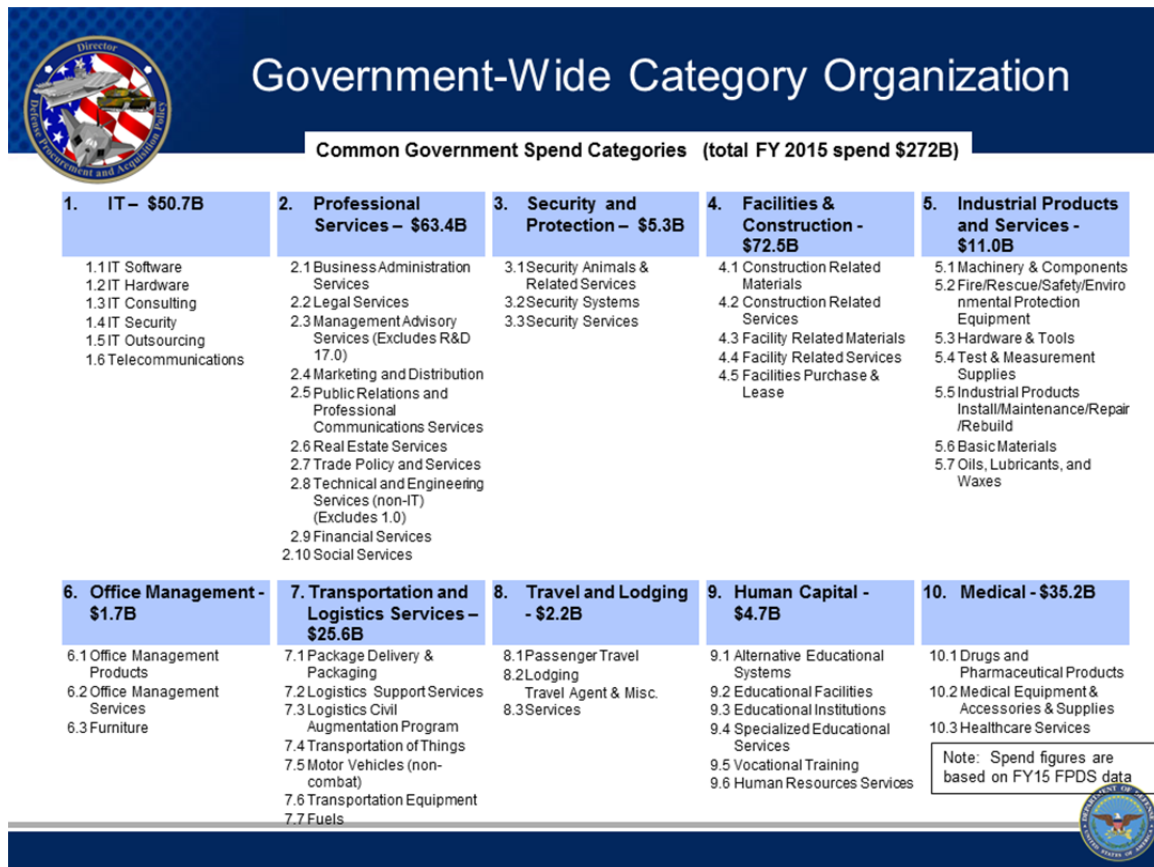 Director
Defense Procurement and Acquisition Policy
Government-Wide Category Organization
Common Government Spend Categories (total FY 2015 spend $272B)
1. IT – $50.7B
1.1 IT Software
1.2 IT Hardware
1.3 IT Consulting
1.4 IT Security
1.5 IT Outsourcing
1.6 Telecommunications
2. Professional
Services – $63.4B
2.1 Business Administration
Services
2.2 Legal Services
2.3 Management Advisory
Services (Excludes R&D
17.0)
2.4 Marketing and Distribution
2.5 Public Relations and
Professional
Communications Services
2.6 Real Estate Services
2.7 Trade Policy and Services
2.8 Technical and Engineering
Services (non-IT)
(Excludes 1.0)
2.9 Financial Services
2.10 Social Services
3. Security and
Protection – $5.3B
3.1 Security Animals &
Related Services
3.2 Security Systems
3.3 Security Services
4. Facilities &
Construction -
$72.5B
4.1 Construction Related
Materials
4.2 Construction Related
Services
4.3 Facility Related Materials
4.4 Facility Related Services
4.5 Facilities Purchase &
Lease
5. Industrial Products
and Services -
$11.0B
5.1 Machinery & Components
5.2 Fire/Rescue/Safety/Enviro
nmental Protection
Equipment
5.3 Hardware & Tools
5.4 Test & Measurement
Supplies
5.5 Industrial Products
Install/Maintenance/Repair
/Rebuild
5.6 Basic Materials
5.7 Oils, Lubricants, and
Waxes
6. Office Management -
$1.7B
6.1 Office Management
Products
6.2 Office Management
Services
6.3 Furniture
7. Transportation and
Logistics Services –
$25.6B
7.1 Package Delivery &
Packaging
7.2 Logistics Support Services
7.3 Logistics Civil
Augmentation Program
7.4 Transportation of Things
7.5 Motor Vehicles (non-
combat)
7.6 Transportation Equipment
7.7 Fuels
8. Travel and Lodging
- $2.2B
8.1 Passenger Travel
8.2 Lodging
Travel Agent & Misc.
8.3 Services
9. Human Capital -
$4.7B
9.1 Alternative Educational
Systems
9.2 Educational Facilities
9.3 Educational Institutions
9.4 Specialized Educational
Services
9.5 Vocational Training
9.6 Human Resources Services
10. Medical - $35.2B
10.1 Drugs and
Pharmaceutical Products
10.2 Medical Equipment &
Accessories & Supplies
10.3 Healthcare Services
Note: Spend figures are
based on FY15 FPDS data
DEPARTMENT OF DEFENSE
UNITED STATES OF AMERICA